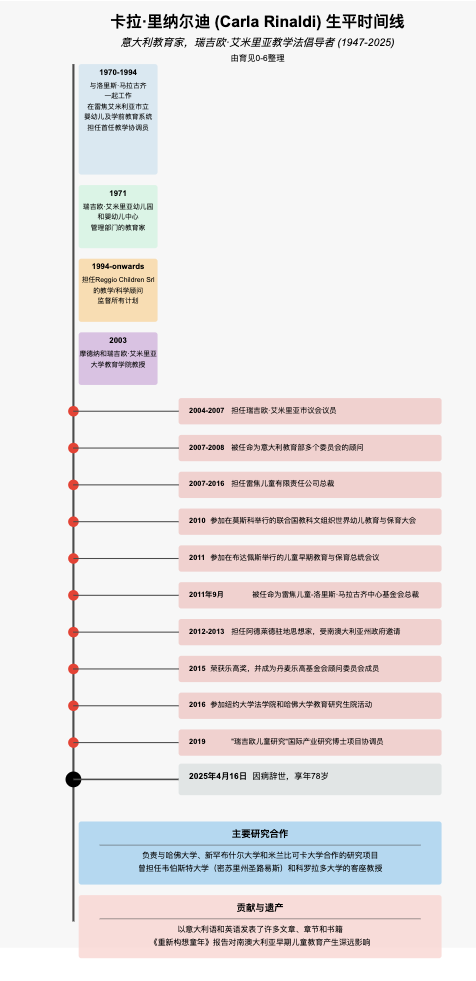 卡拉·里纳尔迪 (Carla Rinaldi) 生平时间线
意大利教育家，瑞吉欧·艾米里亚教学法倡导者 (1947-2025)
由育见0-6整理
1970-1994
与洛里斯·马拉古齐
一起工作
在雷焦艾米利亚市立
婴幼儿及学前教育系统
担任首任教学协调员
1971
瑞吉欧·艾米里亚幼儿园
和婴幼儿中心
管理部门的教育家
1994-onwards
担任Reggio Children Srl
的教学/科学顾问
监督所有计划
2003
摩德纳和瑞吉欧·艾米里亚
大学教育学院教授
2004-2007 担任瑞吉欧·艾米里亚市议会议员
2007-2008 被任命为意大利教育部多个委员会的顾问
2007-2016 担任雷焦儿童有限责任公司总裁
2010 参加在莫斯科举行的联合国教科文组织世界幼儿教育与保育大会
2011 参加在布达佩斯举行的儿童早期教育与保育总统会议
2011年9月 被任命为雷焦儿童-洛里斯·马拉古齐中心基金会总裁
2012-2013 担任阿德莱德驻地思想家，受南澳大利亚州政府邀请
2015 荣获乐高奖，并成为丹麦乐高基金会顾问委员会成员
2016 参加纽约大学法学院和哈佛大学教育研究生院活动
2019 "瑞吉欧儿童研究"国际产业研究博士项目协调员
2025年4月16日 因病辞世，享年78岁
主要研究合作
负责与哈佛大学、新罕布什尔大学和米兰比可卡大学合作的研究项目
曾担任韦伯斯特大学（密苏里州圣路易斯）和科罗拉多大学的客座教授
贡献与遗产
以意大利语和英语发表了许多文章、章节和书籍
《重新构想童年》报告对南澳大利亚早期儿童教育产生深远影响